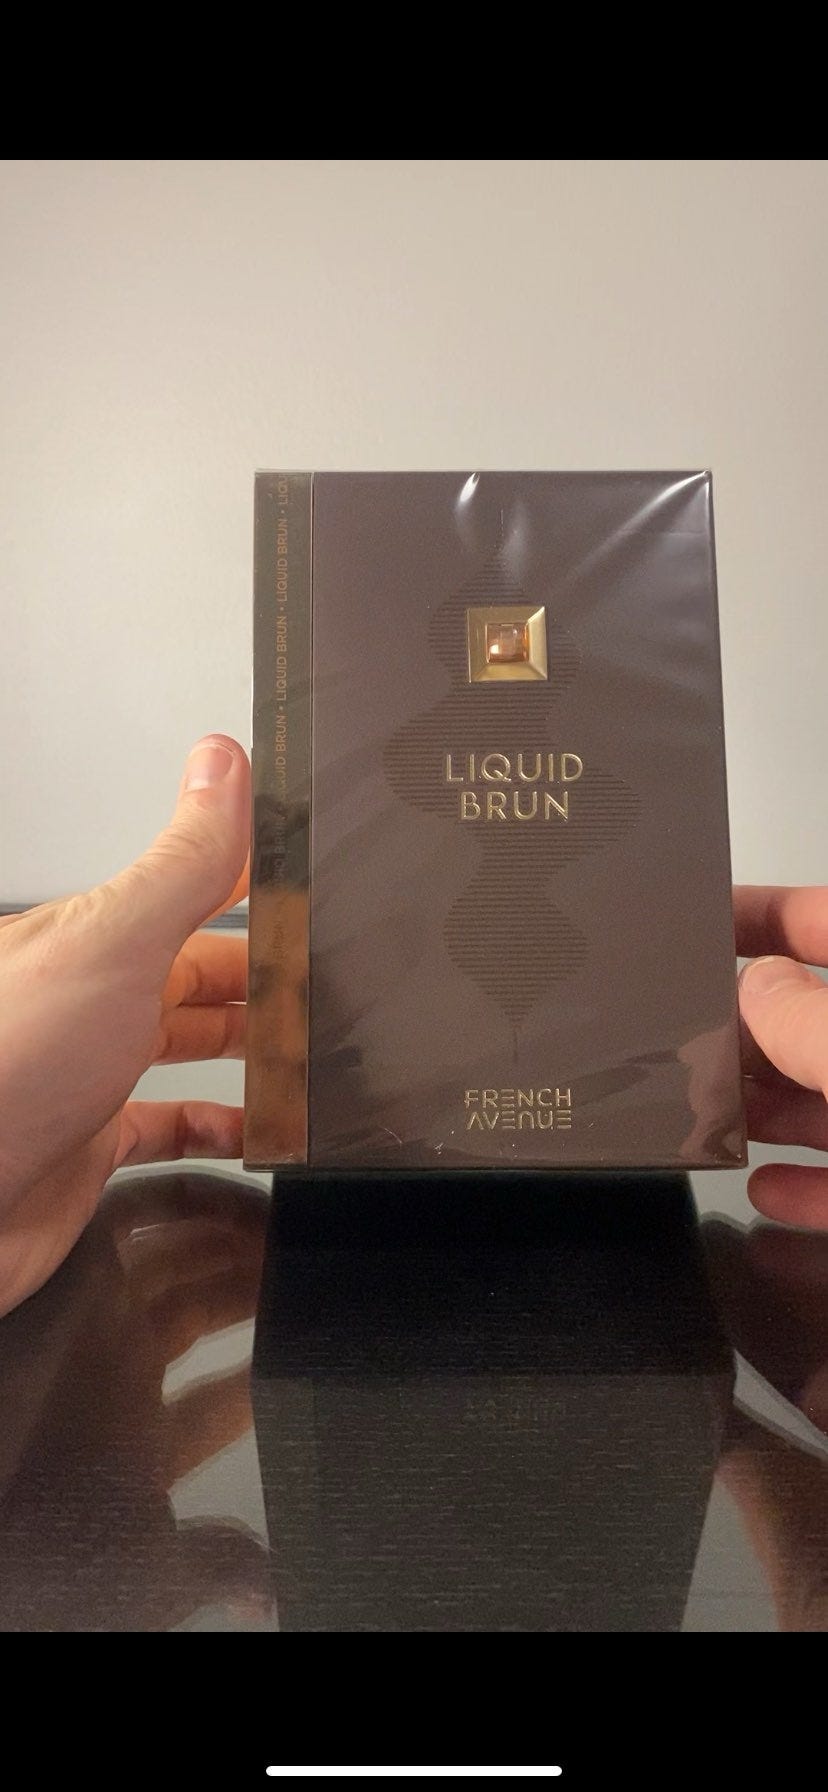 LIQUID BRUN • LIQUID BRUN • LIQUID BRUN • LIQU
LIQUID
BRUN
FRENCH
AVENUE